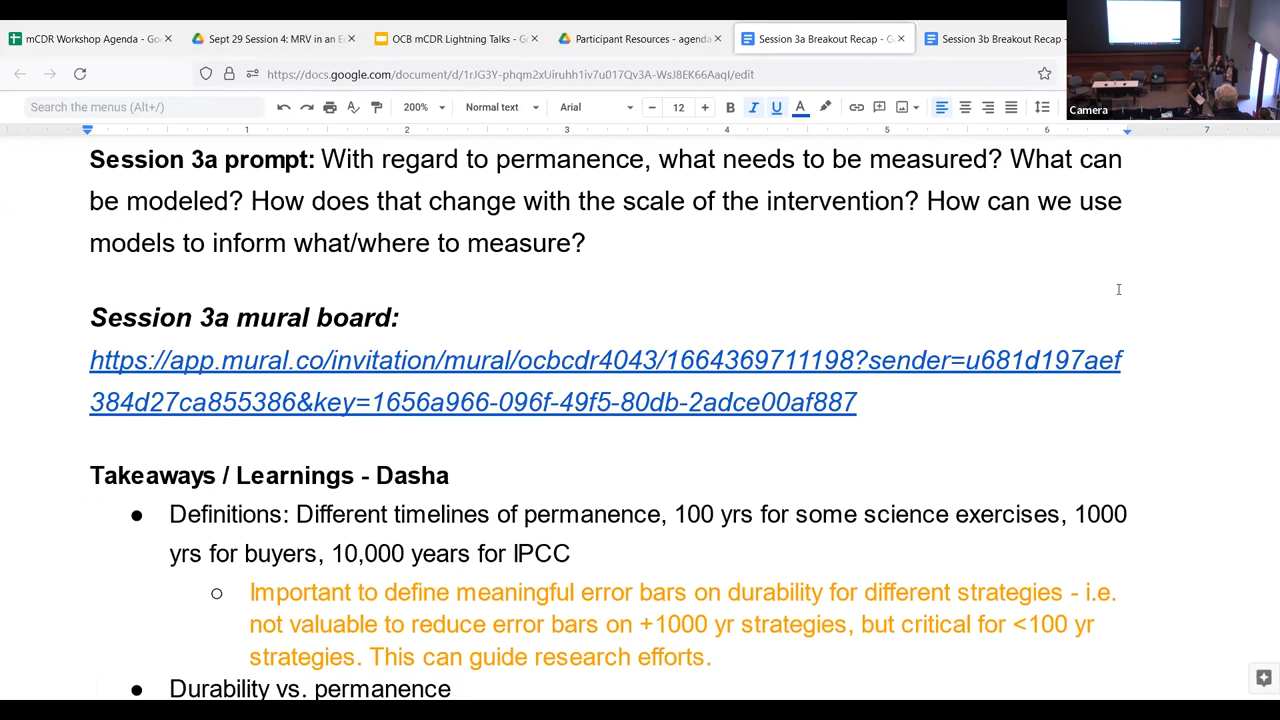 mCDR Workshop Agenda - Go
Sept 29 Session 4: MRV in an E
OCB mCDR Lightning Talks - G
Participant Resources - agenda
Session 3a Breakout Recap - G
Session 3b Breakout Recap -
https://docs.google.com/document/d/1rJG3Y-phqm2xUiruhh1iv7u017Qv3A-WsJ8EK66AaqI/edit
Search the menus (Alt+/)
200%
Normal text
Arial
12
B I U A
Camera
1 2 3 4 5 6 7
Session 3a prompt: With regard to permanence, what needs to be measured? What can
be modeled? How does that change with the scale of the intervention? How can we use
models to inform what/where to measure?
Session 3a mural board:
https://app.mural.co/invitation/mural/ocbcdr4043/1664369711198?sender=u681d197aef
384d27ca855386&key=1656a966-096f-49f5-80db-2adce00af887
Takeaways / Learnings - Dasha
● Definitions: Different timelines of permanence, 100 yrs for some science exercises, 1000
yrs for buyers, 10,000 years for IPCC
○ Important to define meaningful error bars on durability for different strategies - i.e.
not valuable to reduce error bars on +1000 yr strategies, but critical for <100 yr
strategies. This can guide research efforts.
● Durability vs. permanence